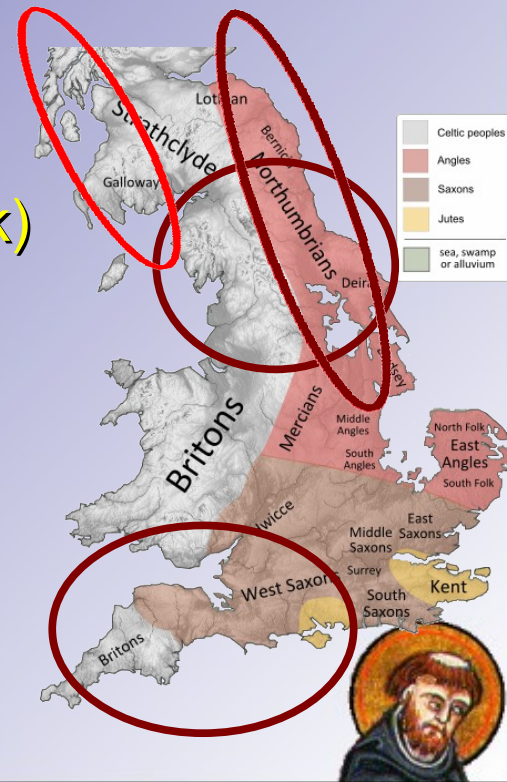 Lothian
Strathclyde
Galloway
Northumbrians
Deira
k)
Celtic peoples
Angles
Saxons
Jutes
sea, swamp
or alluvium
Mercians
Middle
Angles
South
Angles
North Folk
East
Angles
South Folk
Britons
East
Saxons
Middle
Saxons
Surrey
West Saxons
Kent
South
Saxons
Britons